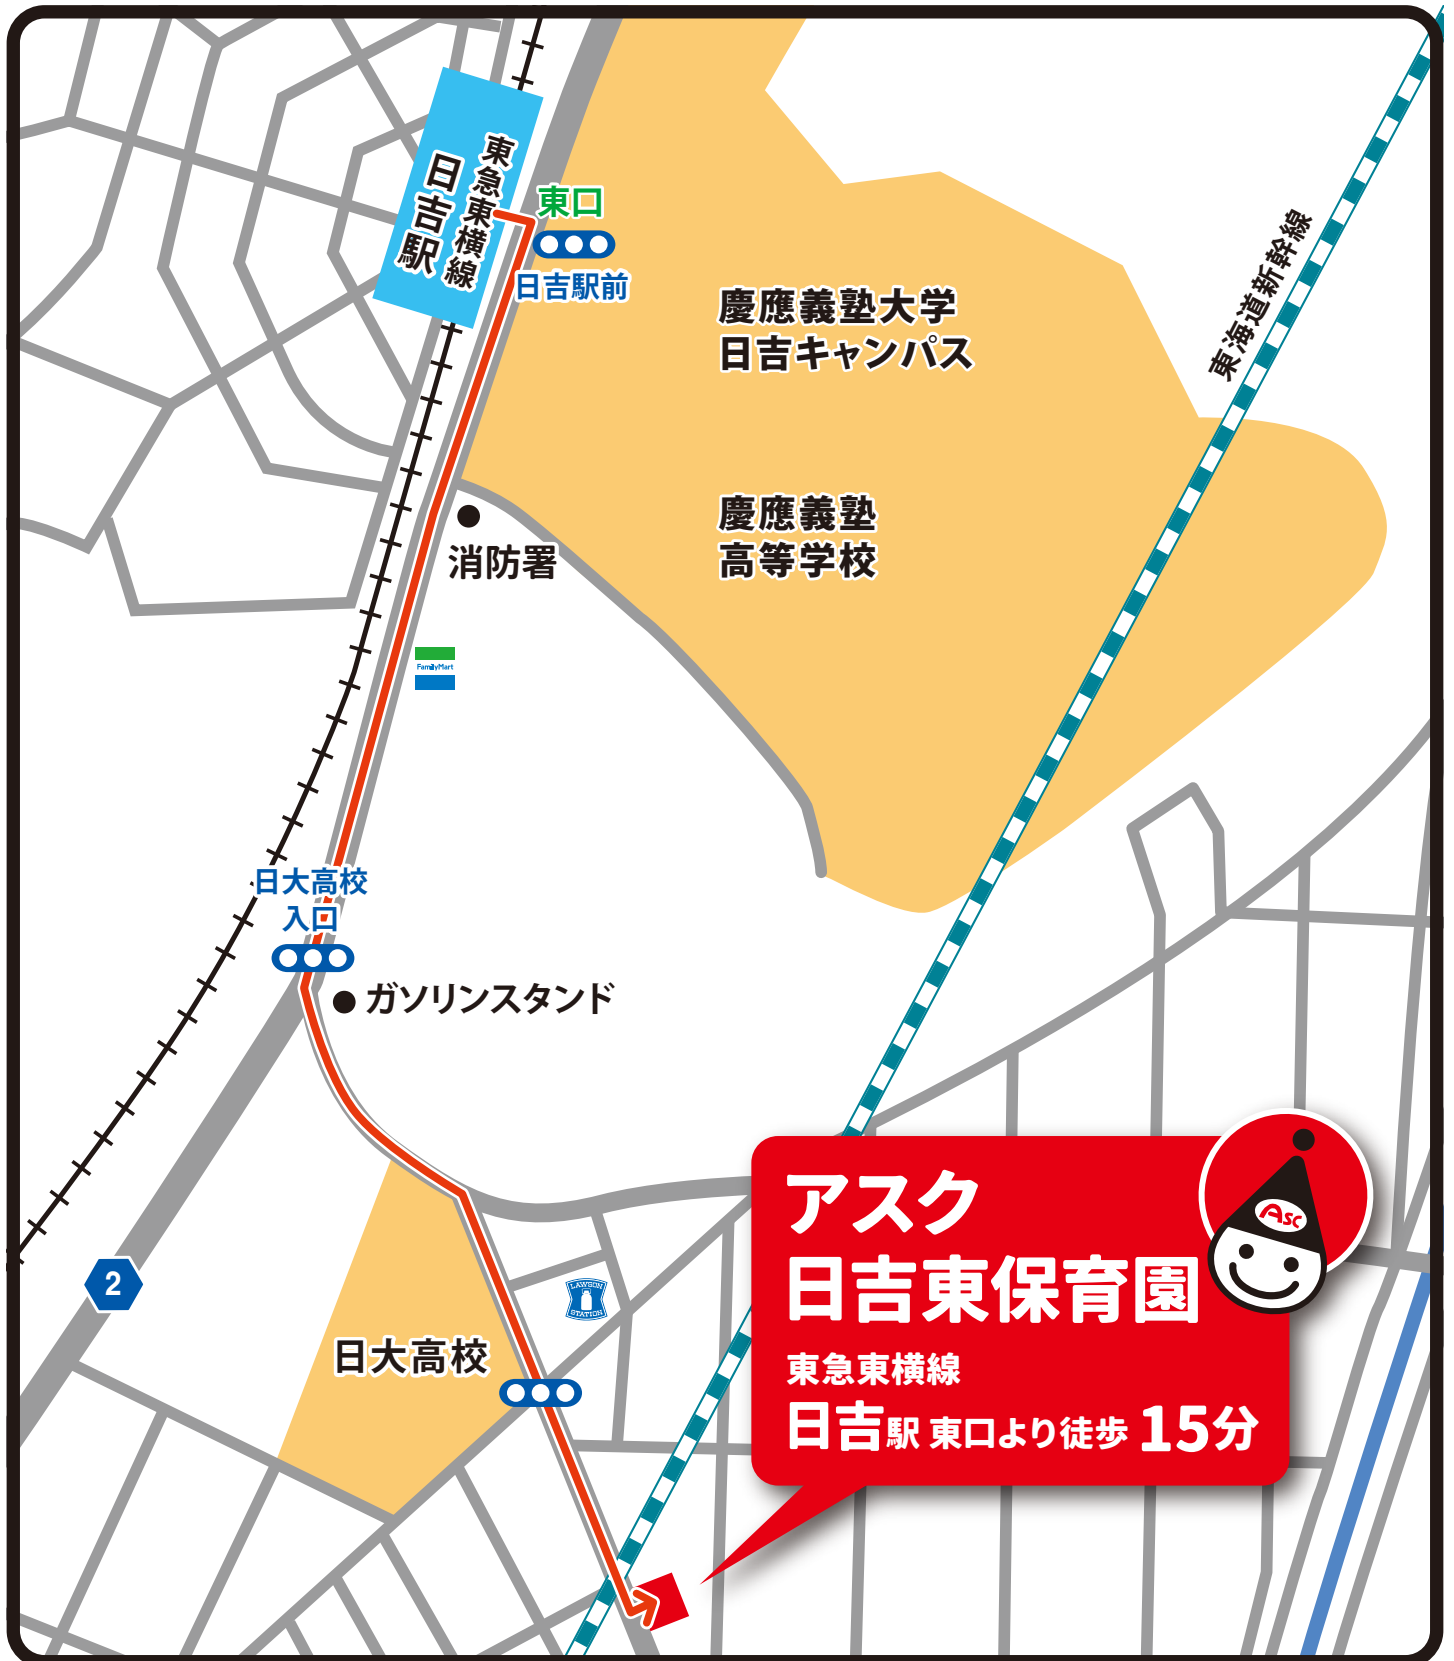 東急東横線
日吉駅
東口
日吉駅前
慶應義塾大学
日吉キャンパス
東海道新幹線
慶應義塾
高等学校
消防署
FamilyMart
日大高校
入口
ガソリンスタンド
アスク
日吉東保育園
東急東横線
日吉駅 東口より徒歩 15分
ASC
2
LAWSON
STATION
日大高校